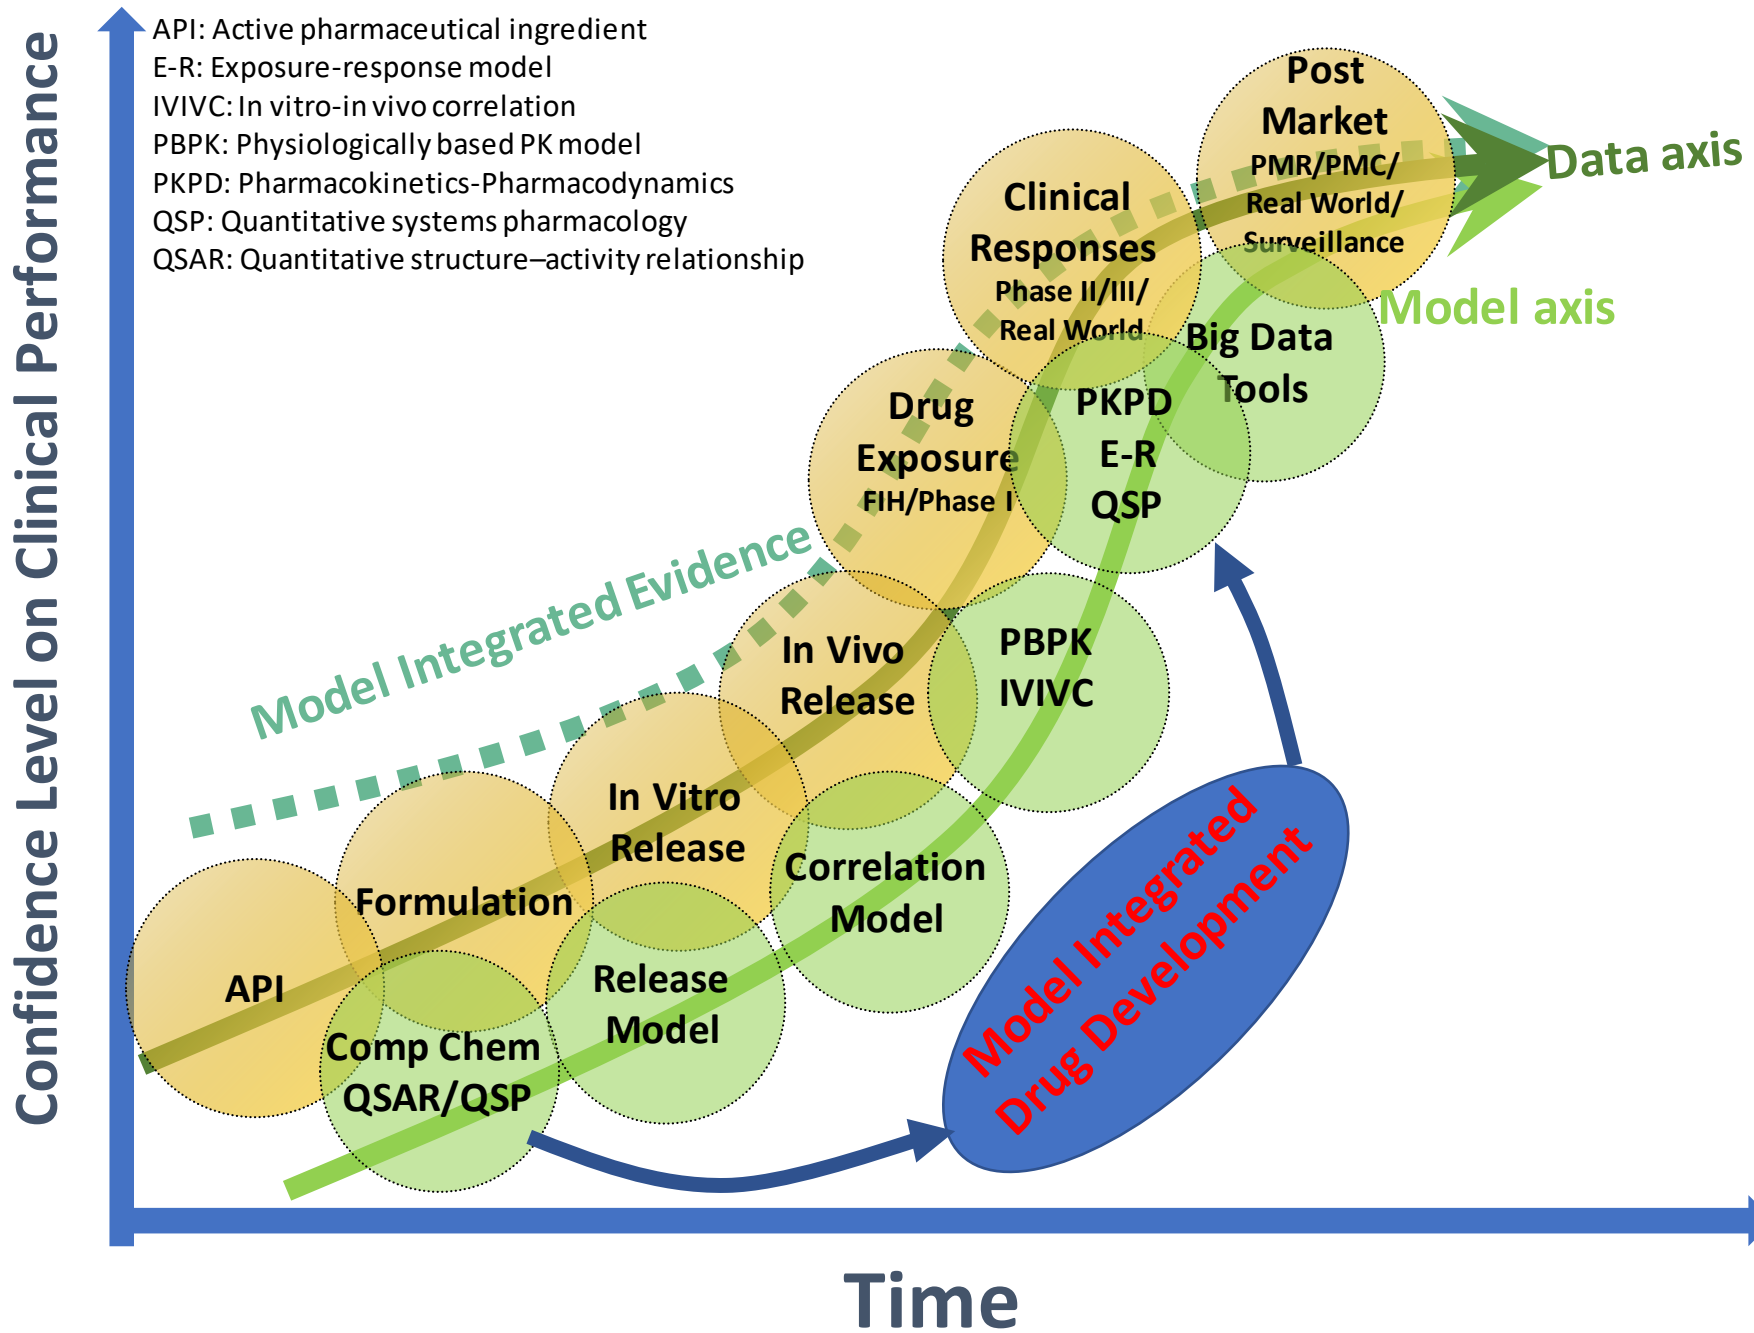 Confidence Level on Clinical Performance
API: Active pharmaceutical ingredient
E-R: Exposure-response model
IVIVC: In vitro-in vivo correlation
PBPK: Physiologically based PK model
PKPD: Pharmacokinetics-Pharmacodynamics
QSP: Quantitative systems pharmacology
QSAR: Quantitative structure–activity relationship
Post
Market
PMR/PMC/
Real World/
Surveillance
Data axis
Clinical
Responses
Phase II/III/
Real World
Model axis
Big Data
Tools
Drug
Exposure
FIH/Phase I
PKPD
E-R
QSP
Model Integrated Evidence
In Vivo
Release
PBPK
IVIVC
In Vitro
Release
Correlation
Model
Formulation
API
Release
Model
Comp Chem
QSAR/QSP
Model Integrated
Drug Development
Time